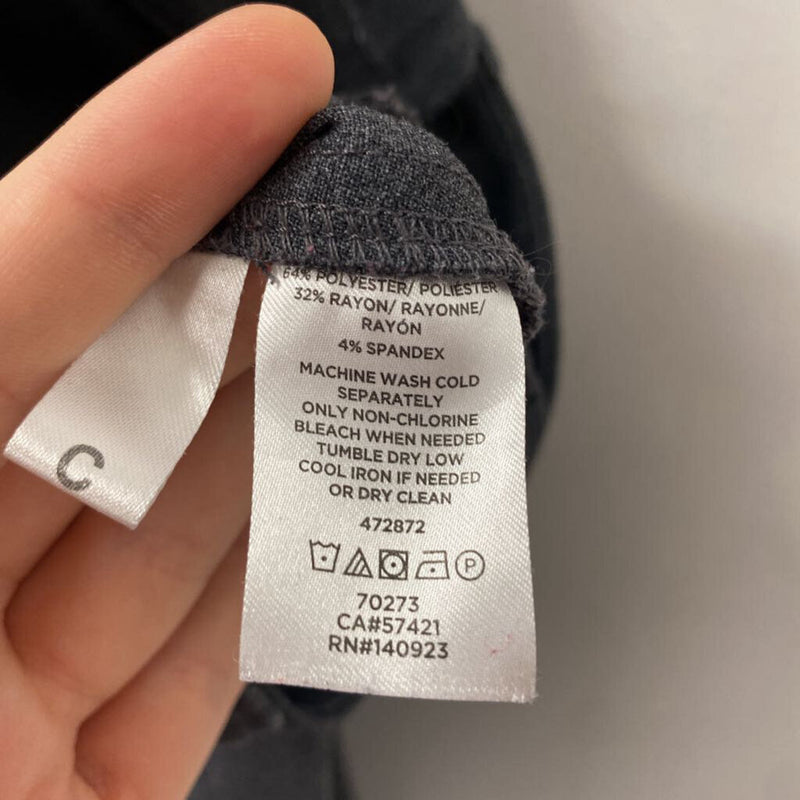 64% POLYESTER/ POLIÉSTER
32% RAYON/ RAYONNE/
RAYÓN
4% SPANDEX
MACHINE WASH COLD
SEPARATELY
ONLY NON-CHLORINE
BLEACH WHEN NEEDED
TUMBLE DRY LOW
COOL IRON IF NEEDED
OR DRY CLEAN
472872
P
70273
CA#57421
RN#140923
C